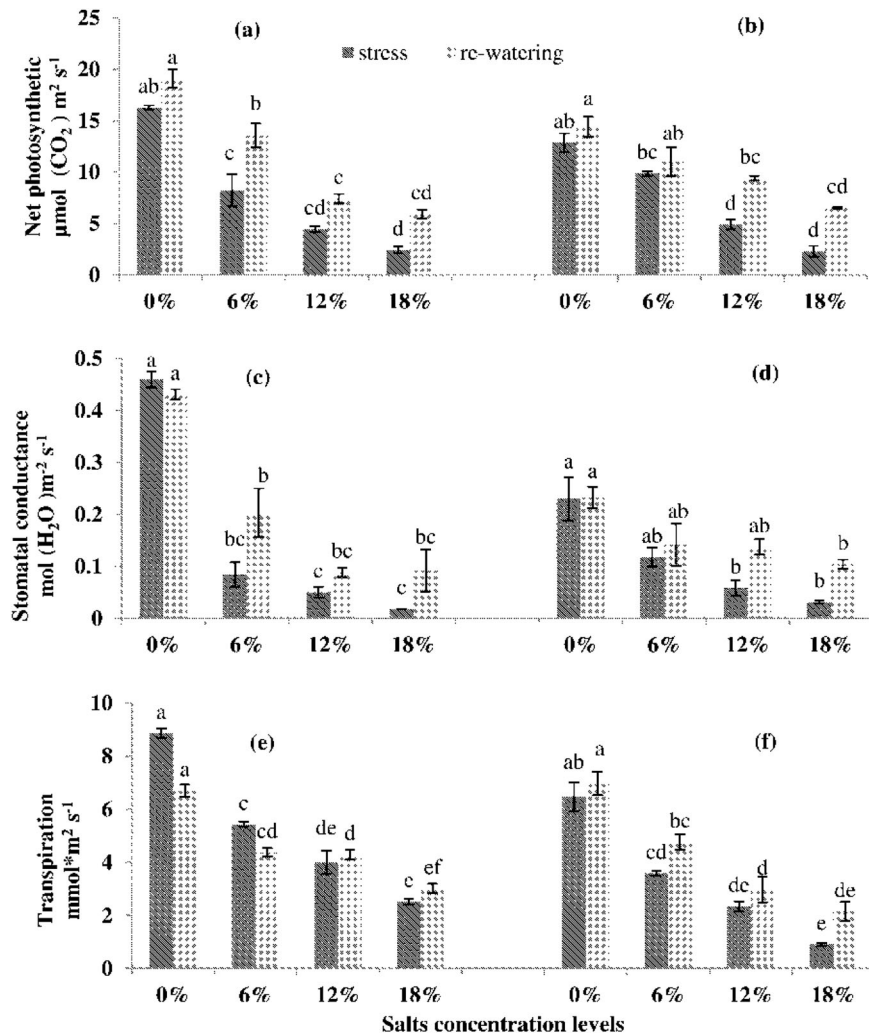 (a)
(b)
stress
re-watering
Net photosynthetic
µmol (CO₂ ) m² s⁻¹
25
20
15
10
5
0
ab a
c b
cd c
d cd
ab a
bc ab
d bc
d cd
0% 6% 12% 18% 0% 6% 12% 18%
(c)
(d)
Stomatal conductance
mol (H₂O )m⁻² s⁻¹
0.5
0.4
0.3
0.2
0.1
0
a a
bc b
c bc
c bc
a a
ab ab
b ab
b b
0% 6% 12% 18% 0% 6% 12% 18%
(e)
(f)
Transpiration
mmol*m² s⁻¹
10
8
6
4
2
0
a a
c cd
de d
e ef
ab a
cd bc
de d
e de
0% 6% 12% 18% 0% 6% 12% 18%
Salts concentration levels